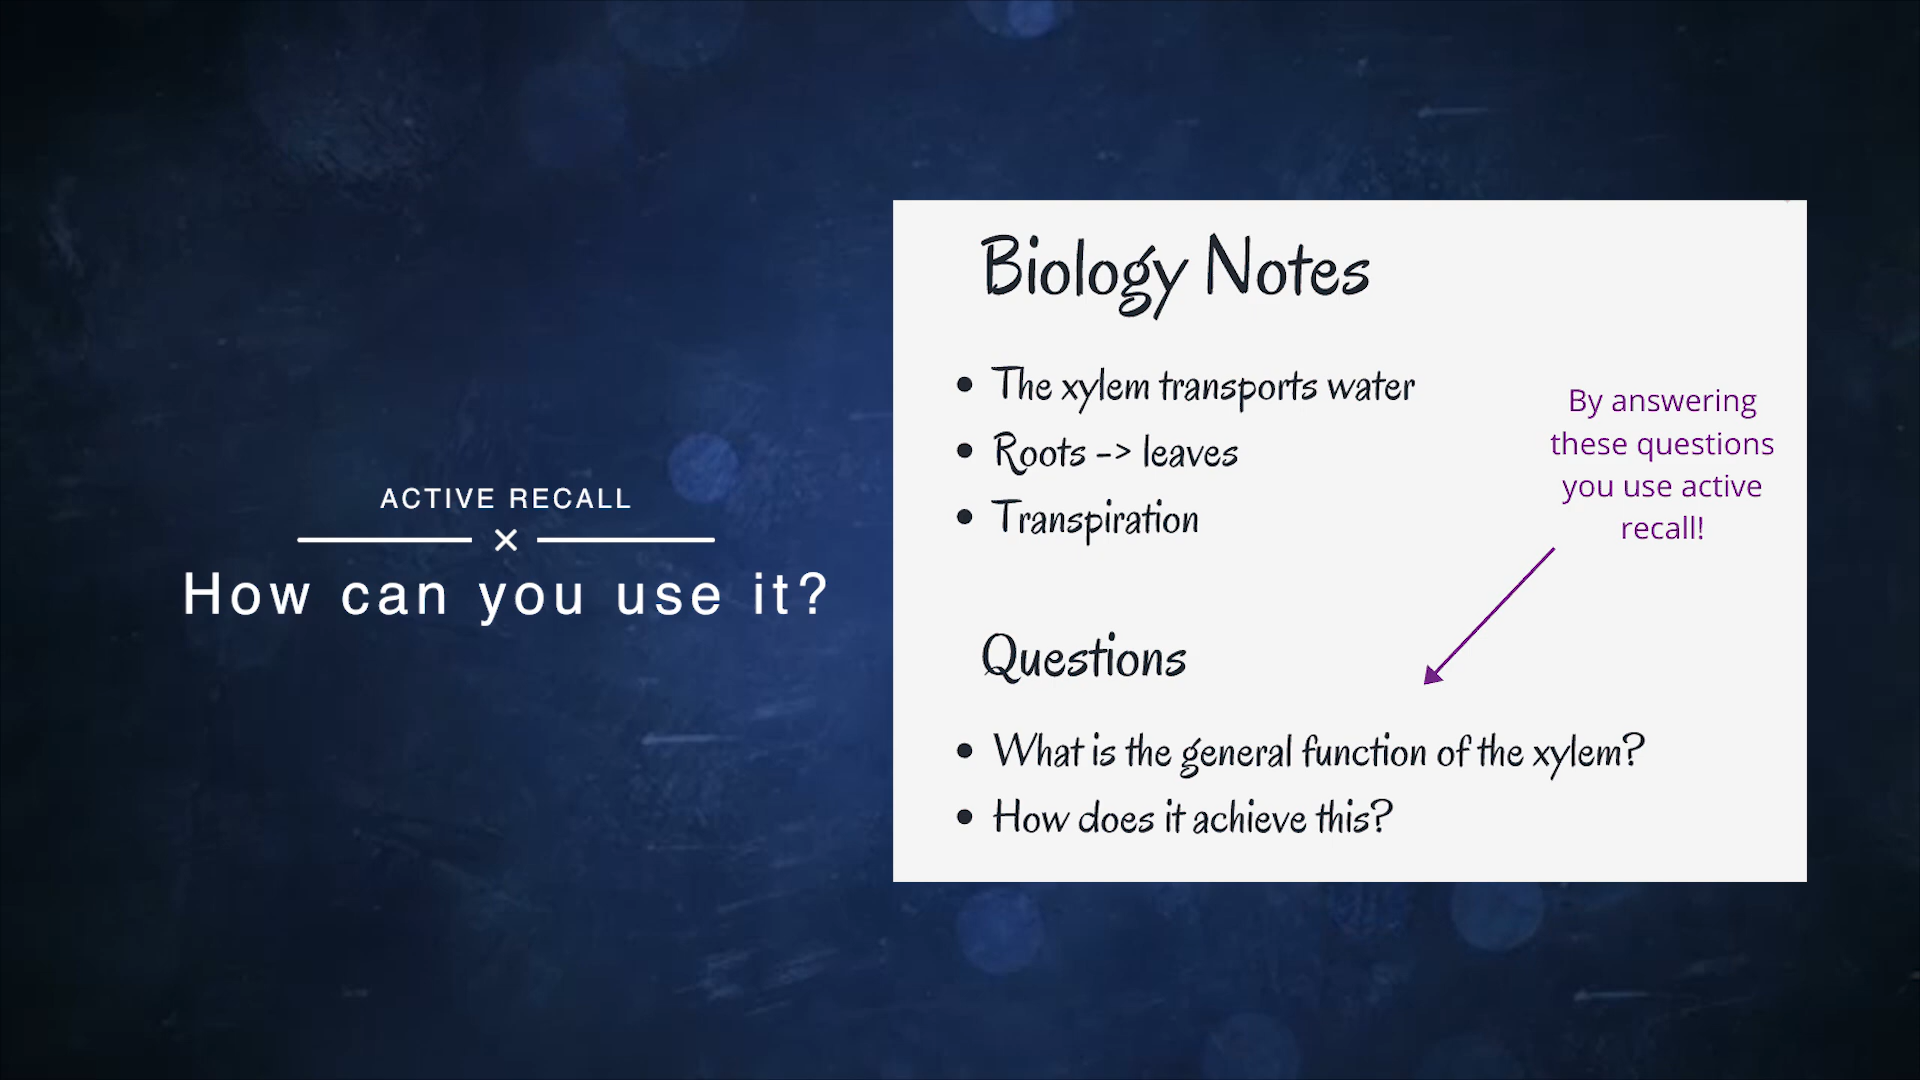 ACTIVE RECALL
How can you use it?
Biology Notes
• The xylem transports water
• Roots -> leaves
• Transpiration
By answering
these questions
you use active
recall!
Questions
• What is the general function of the xylem?
• How does it achieve this?